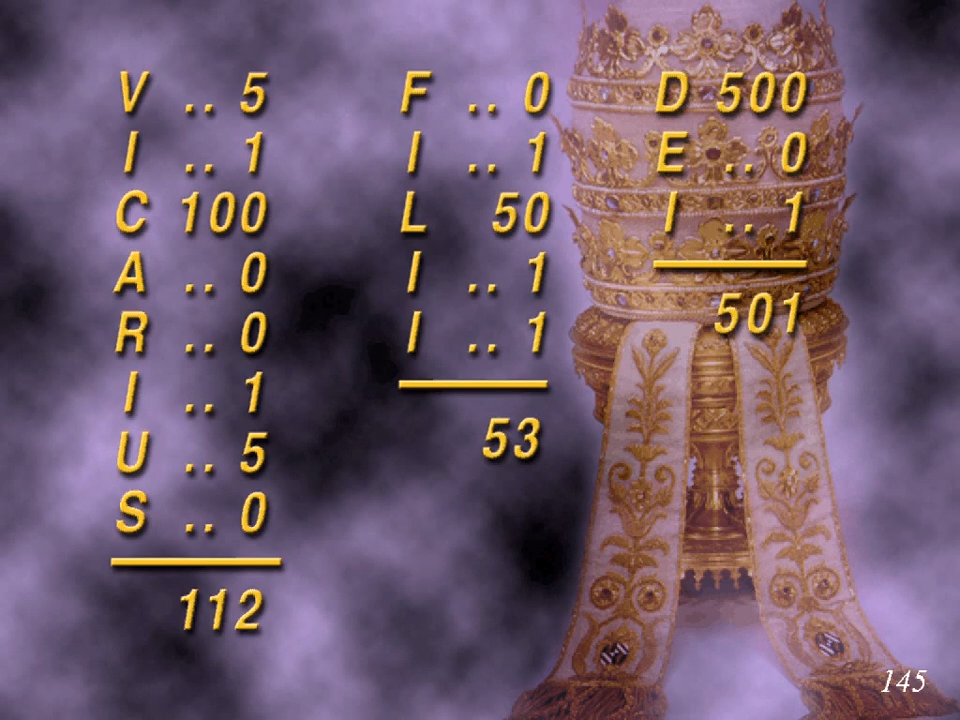 V .. 5
I .. 1
C 100
A .. 0
R .. 0
I .. 1
U .. 5
S .. 0
112
F .. 0
I .. 1
L 50
I .. 1
I .. 1
53
D 500
E .. 0
I .. 1
501
145